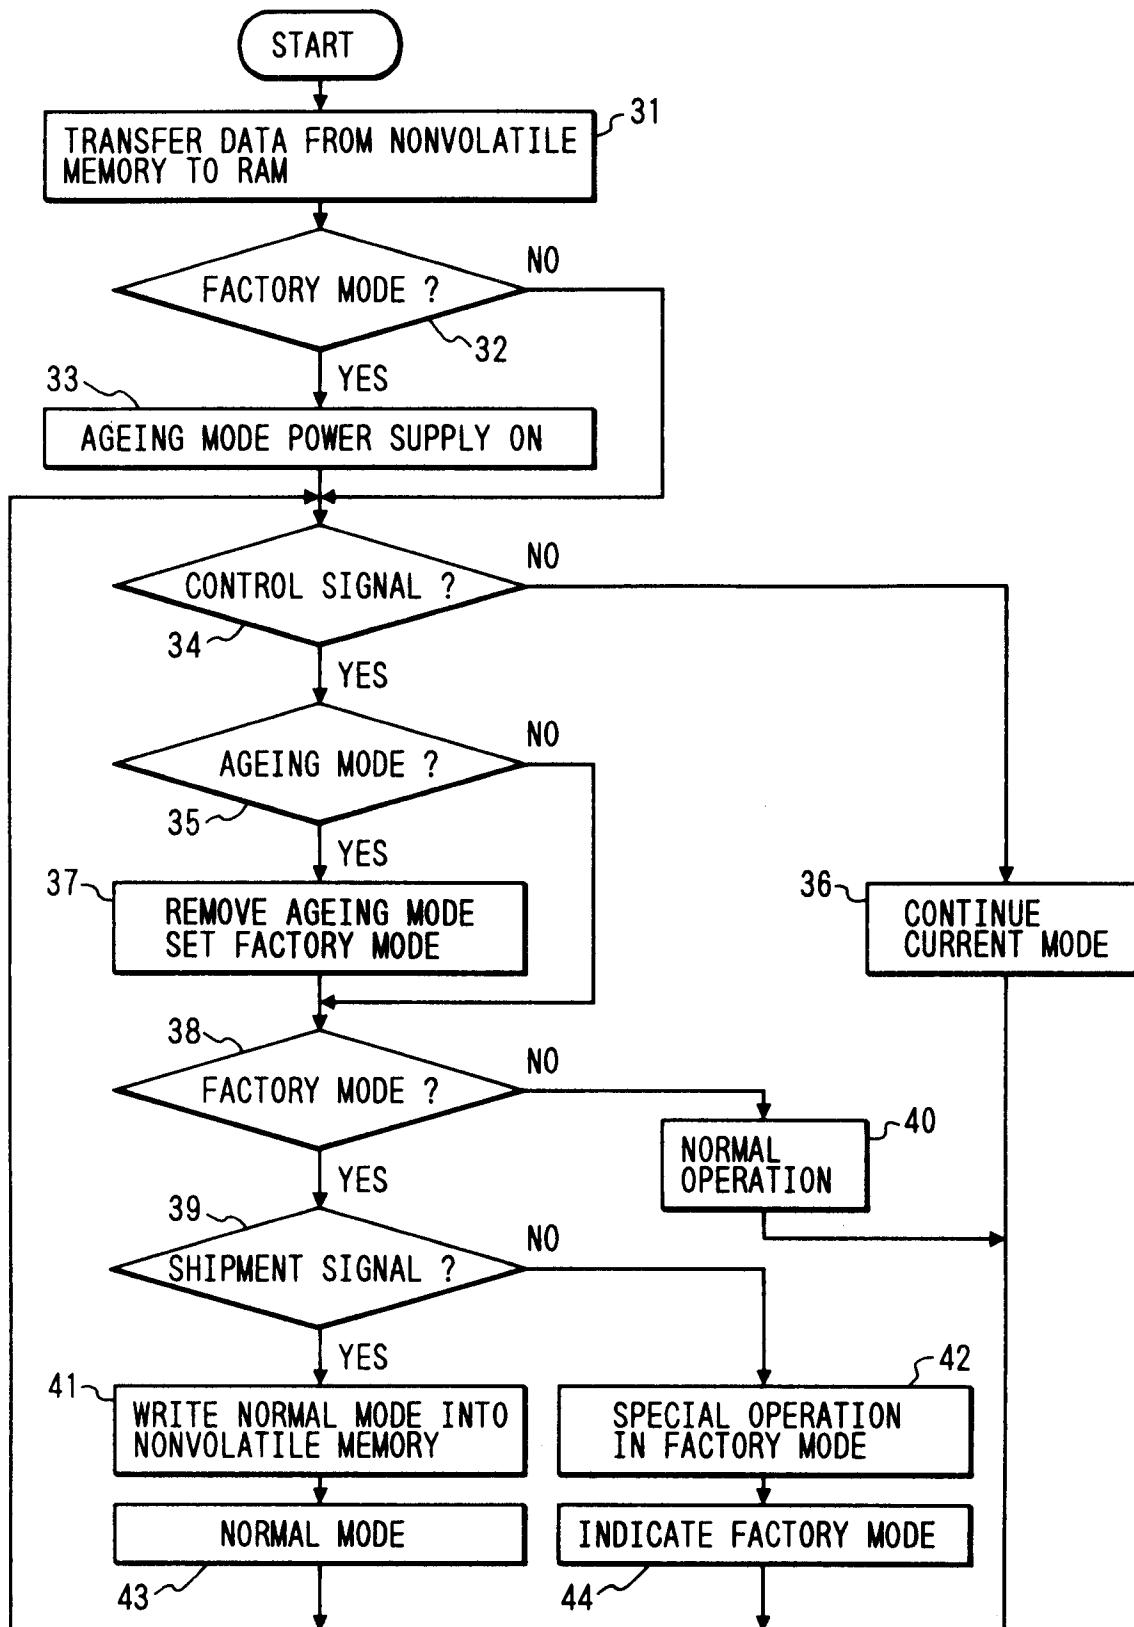 START
31
TRANSFER DATA FROM NONVOLATILE
MEMORY TO RAM
NO
FACTORY MODE ?
32
YES
33
AGEING MODE POWER SUPPLY ON
NO
CONTROL SIGNAL ?
34
YES
NO
AGEING MODE ?
35
YES
37
REMOVE AGEING MODE
SET FACTORY MODE
36
CONTINUE
CURRENT MODE
38
NO
FACTORY MODE ?
40
NORMAL
OPERATION
YES
39
NO
SHIPMENT SIGNAL ?
YES
41
WRITE NORMAL MODE INTO
NONVOLATILE MEMORY
42
SPECIAL OPERATION
IN FACTORY MODE
NORMAL MODE
43
INDICATE FACTORY MODE
44